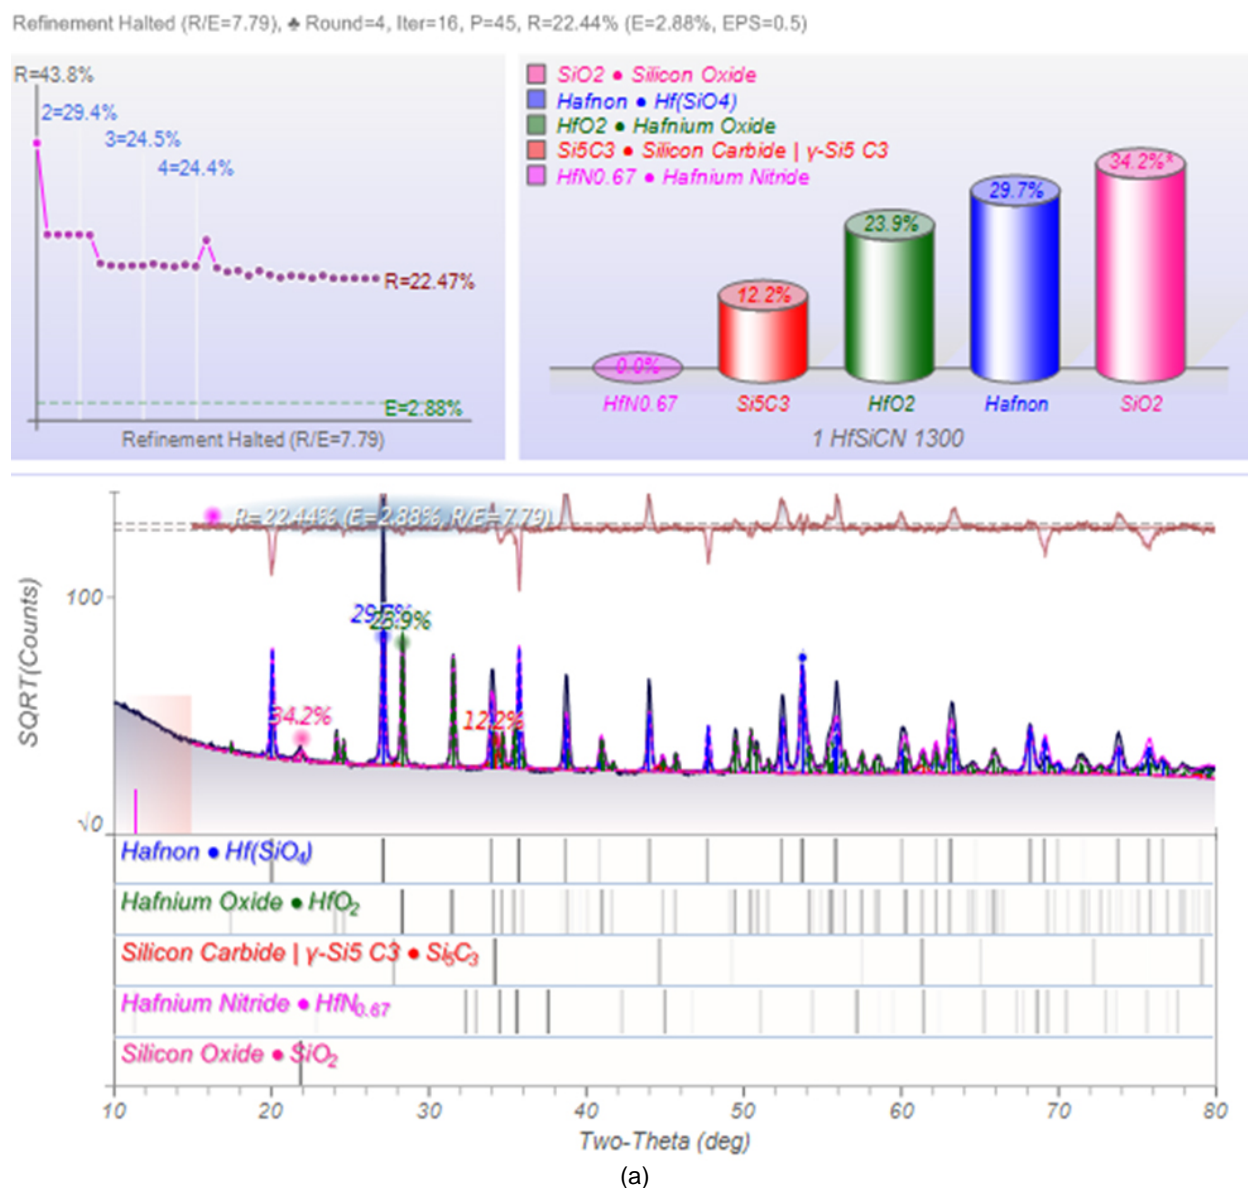 Refinement Halted (R/E=7.79), ♣ Round=4, Iter=16, P=45, R=22.44% (E=2.88%, EPS=0.5)
R=43.8%
2=29.4%
3=24.5%
4=24.4%
R=22.47%
E=2.88%
Refinement Halted (R/E=7.79)
SiO2 ● Silicon Oxide
Hafnon ● Hf(SiO4)
HfO2 ● Hafnium Oxide
Si5C3 ● Silicon Carbide | γ-Si5 C3
HfN0.67 ● Hafnium Nitride
0.0% 12.2% 23.9% 29.7% 34.2%*
HfN0.67 Si5C3 HfO2 Hafnon SiO2
1 HfSiCN 1300
R=22.44% (E=2.88%, R/E=7.79)
SQRT(Counts)
100
√0
29.7%
23.9%
34.2%
12.2%
Hafnon ● Hf(SiO₄)
Hafnium Oxide ● HfO₂
Silicon Carbide | γ-Si5 C3 ● Si₅C₃
Hafnium Nitride ● HfN₀.₆₇
Silicon Oxide ● SiO₂
10 20 30 40 50 60 70 80
Two-Theta (deg)
(a)